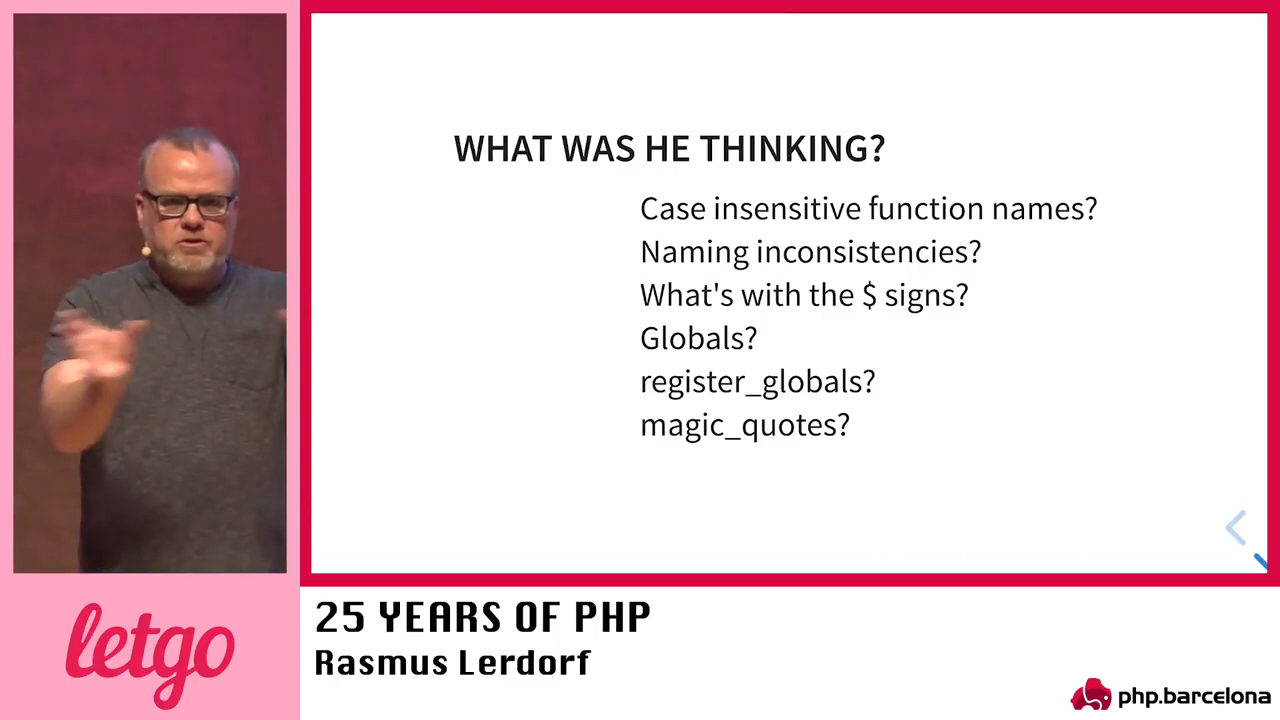 WHAT WAS HE THINKING?
Case insensitive function names?
Naming inconsistencies?
What's with the $ signs?
Globals?
register_globals?
magic_quotes?
letgo
25 YEARS OF PHP
Rasmus Lerdorf
php.barcelona